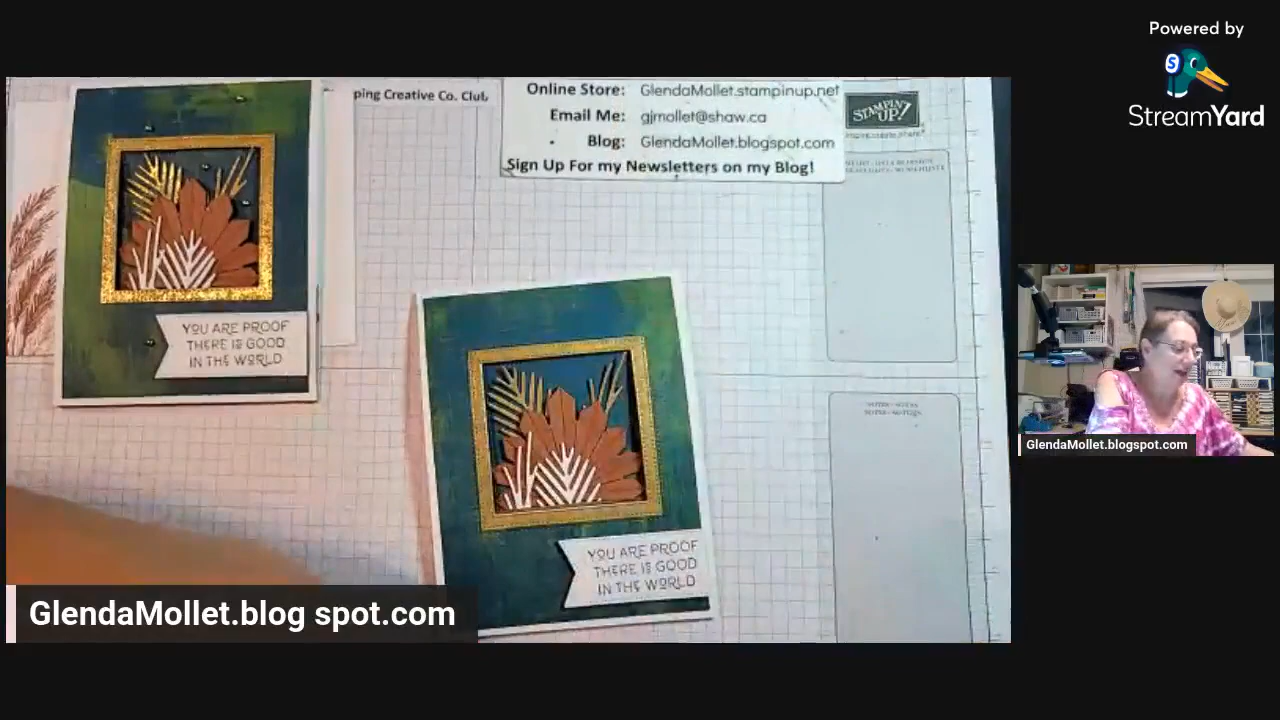 Powered by
StreamYard
ping Creative Co. Club
Online Store: GlendaMollet.stampinup.net
Email Me: gjmollet@shaw.ca
Blog: GlendaMollet.blogspot.com
Sign Up For my Newsletters on my Blog!
STAMPIN' UP!
YOU ARE PROOF
THERE IS GOOD
IN THE WORLD
YOU ARE PROOF
THERE IS GOOD
IN THE WORLD
GlendaMollet.blogspot.com
GlendaMollet.blog spot.com